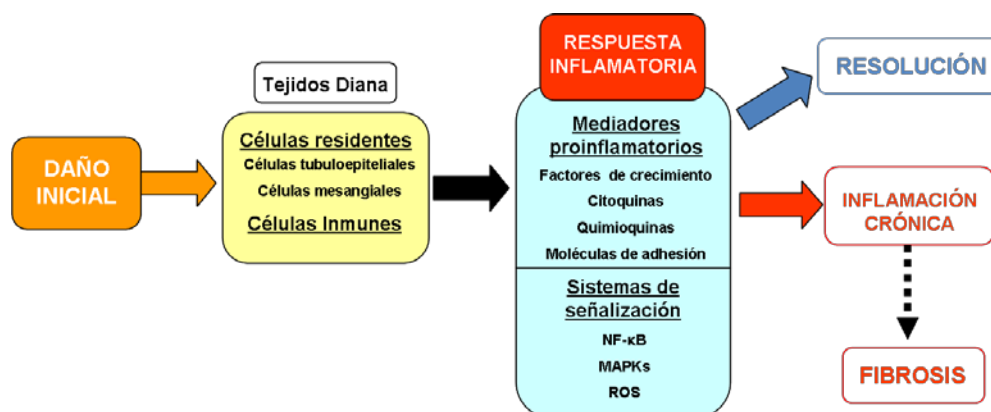 DAÑO
INICIAL
Tejidos Diana
Células residentes
Células tubuloepiteliales
Células mesangiales
Células Inmunes
RESPUESTA
INFLAMATORIA
Mediadores
proinflamatorios
Factores de crecimiento
Citoquinas
Quimioquinas
Moléculas de adhesión
Sistemas de
señalización
NF-κB
MAPKs
ROS
RESOLUCIÓN
INFLAMACIÓN
CRÓNICA
FIBROSIS